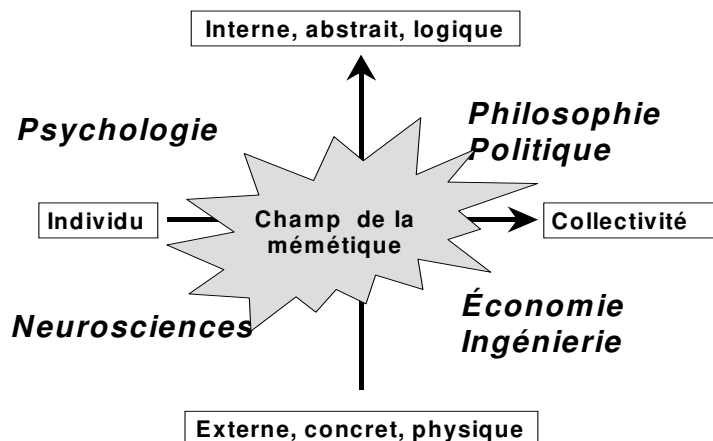 Interne, abstrait, logique
Psychologie
Philosophie
Politique
Individu
Champ de la
mémétique
Collectivité
Neurosciences
Économie
Ingénierie
Externe, concret, physique